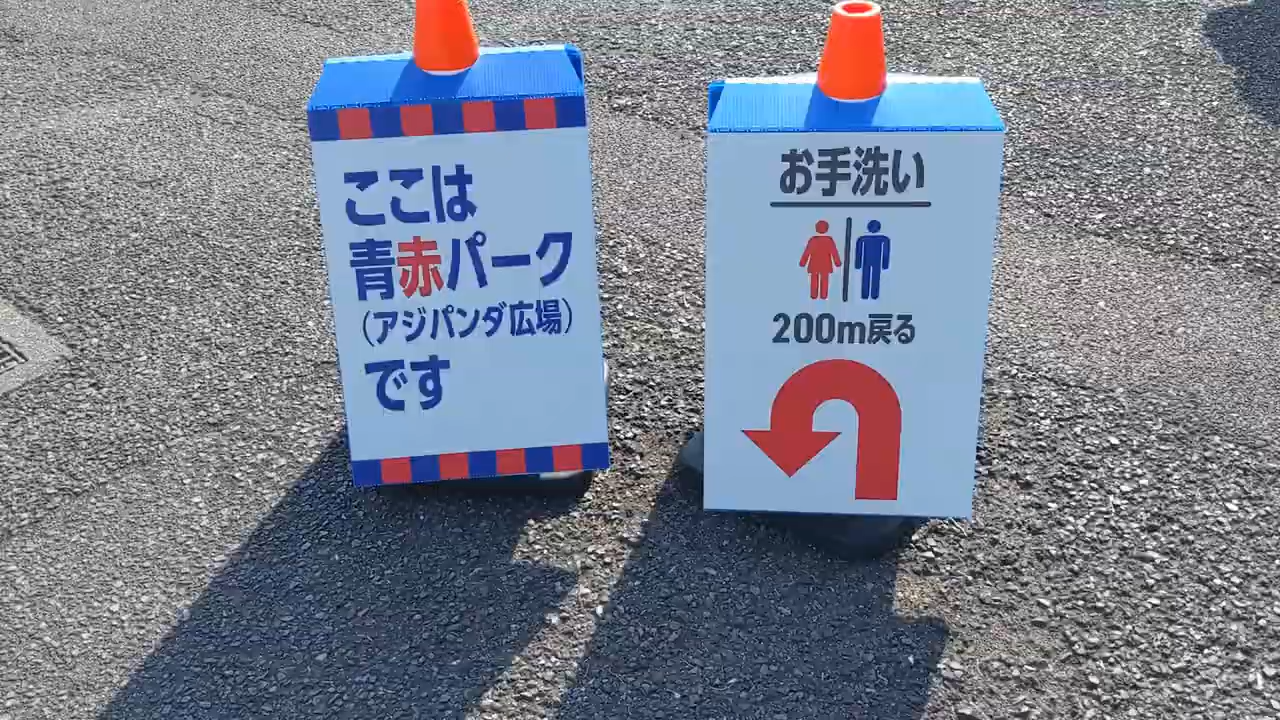 ここは
青赤パーク
(アジパンダ広場)
です
お手洗い
200m戻る